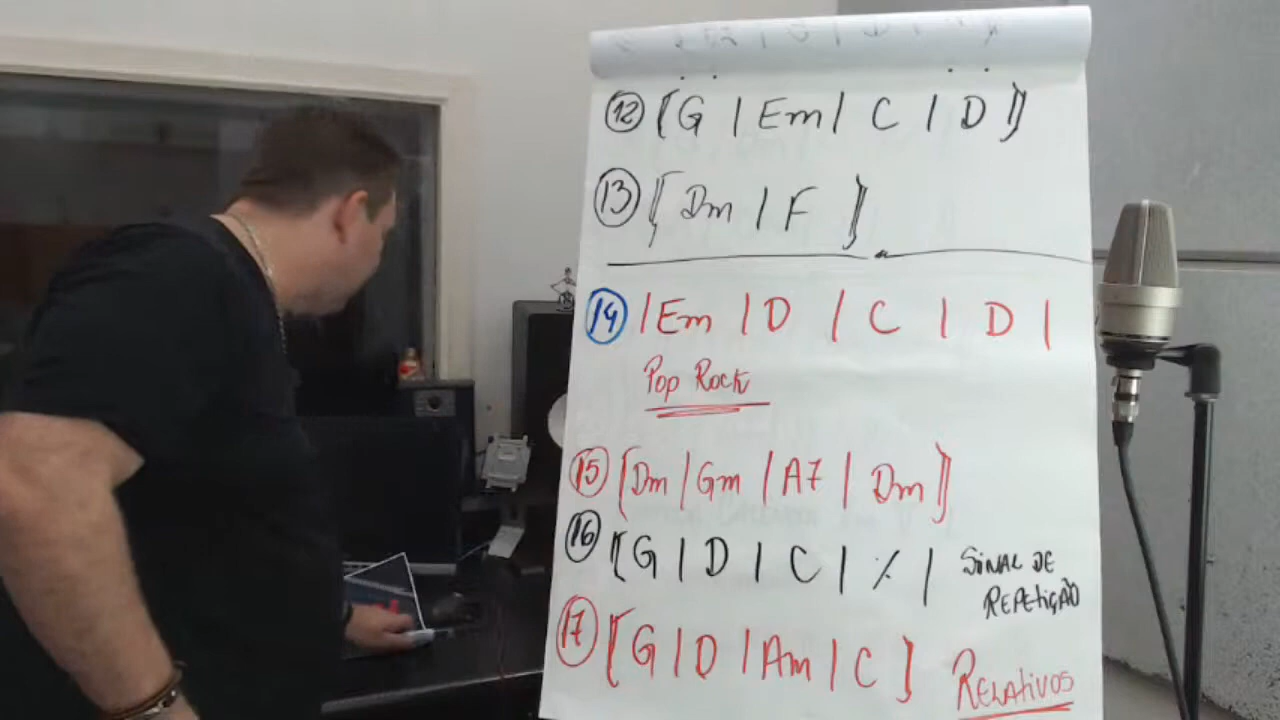 12 [G | Em | C | D]
13 [Dm | F]
14 | Em | D | C | D |
Pop Rock
15 [Dm | Gm | A7 | Dm]
16 [G | D | C | ٪ | SINAL DE
REPETIÇÃO
17 [G | D | Am | C] RELATIVOS